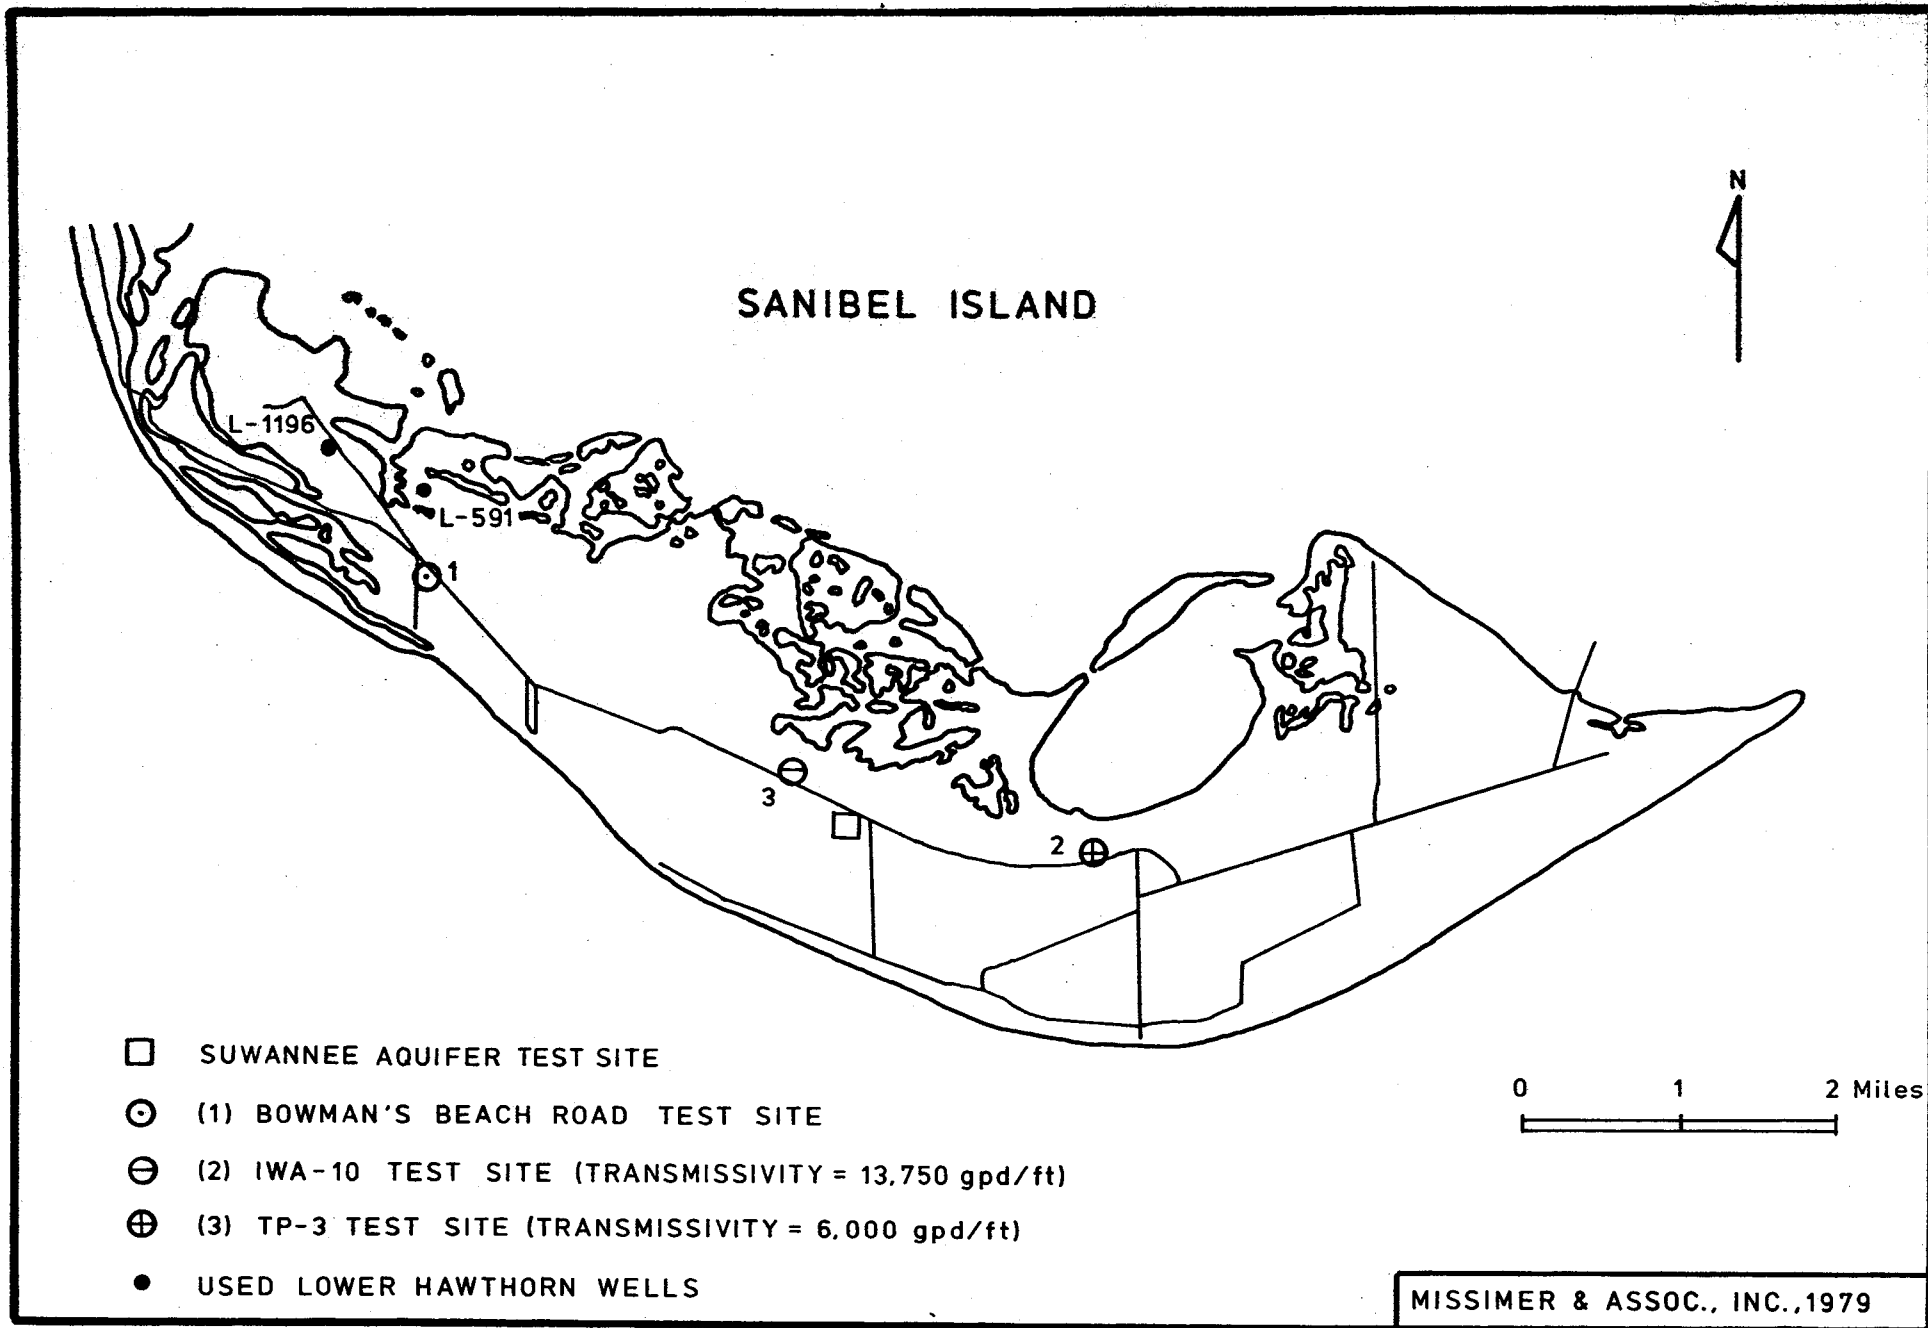 N
SANIBEL ISLAND
L-1196
L-591
1
3
2
SUWANNEE AQUIFER TEST SITE
(1) BOWMAN'S BEACH ROAD TEST SITE
(2) IWA-10 TEST SITE (TRANSMISSIVITY = 13,750 gpd/ft)
(3) TP-3 TEST SITE (TRANSMISSIVITY = 6,000 gpd/ft)
USED LOWER HAWTHORN WELLS
0 1 2 Miles
MISSIMER & ASSOC., INC.,1979